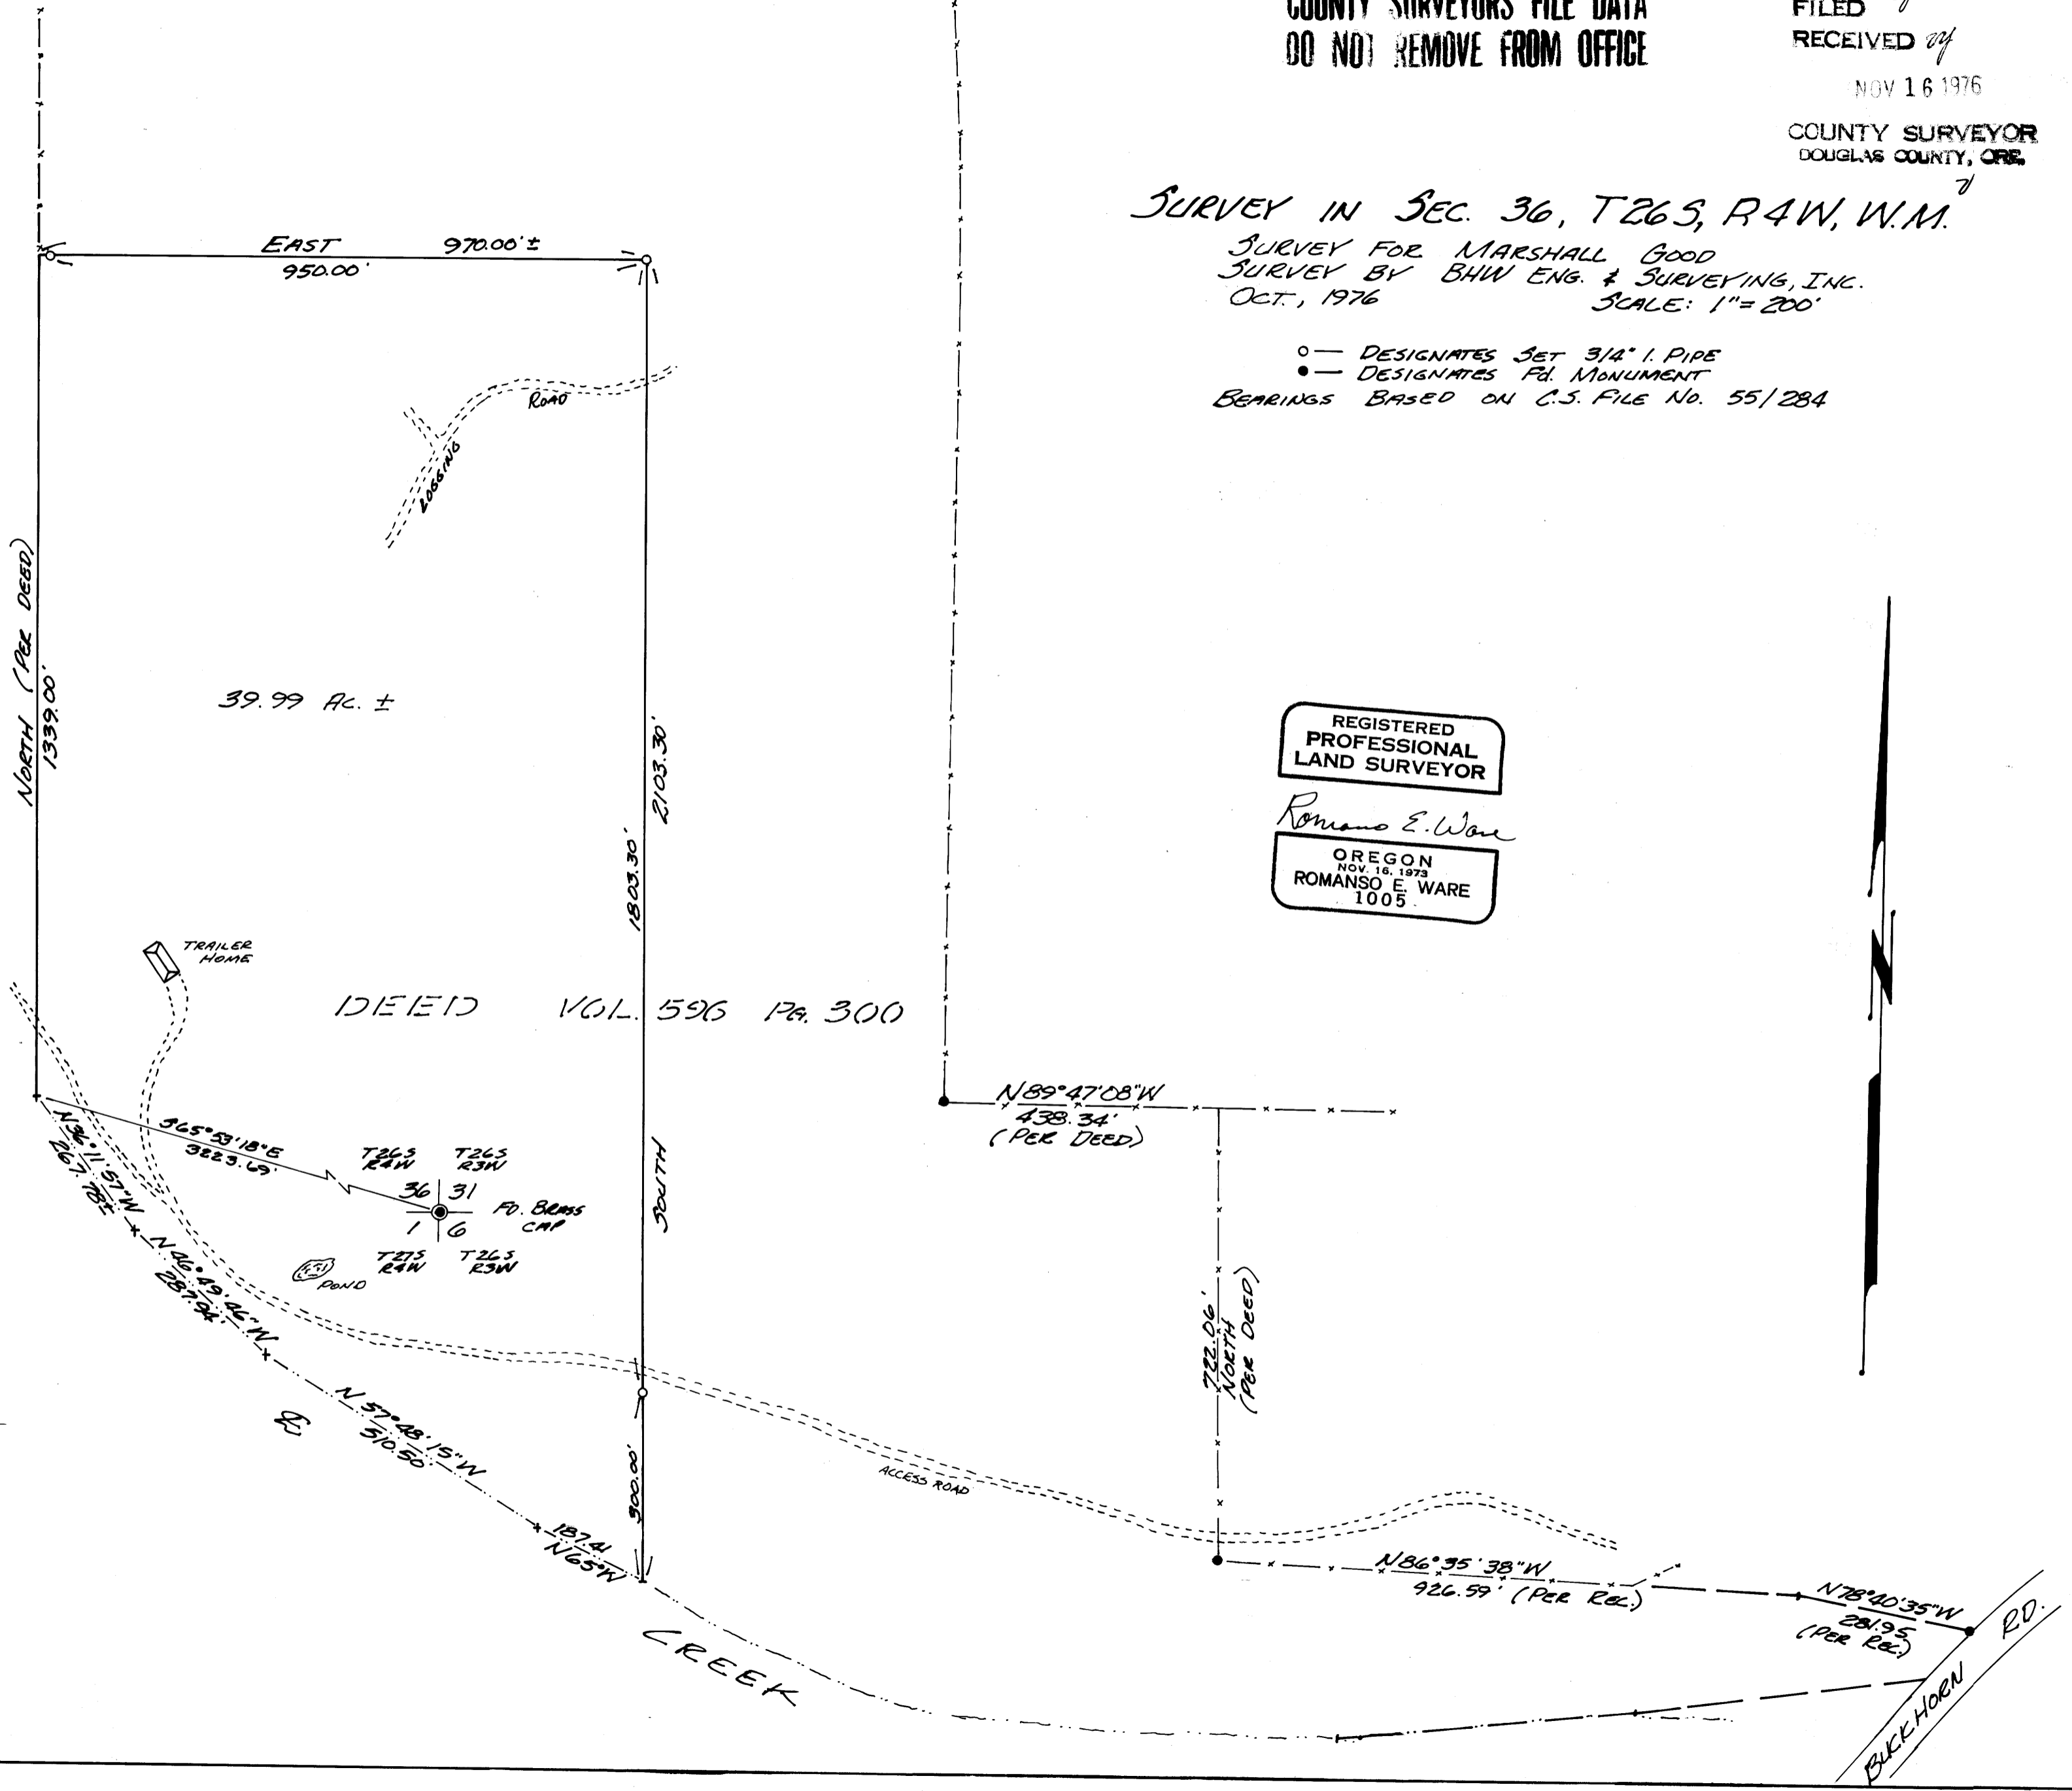 COUNTY SURVEYORS FILE DATA
DO NOT REMOVE FROM OFFICE
FILED
RECEIVED
NOV 16 1976
COUNTY SURVEYOR
DOUGLAS COUNTY, ORE.
SURVEY IN SEC. 36, T26S, R4W, W.M.
SURVEY FOR MARSHALL GOOD
SURVEY BY BHW ENG. & SURVEYING, INC.
OCT., 1976 SCALE: 1"= 200'
DESIGNATES SET 3/4" I. PIPE
DESIGNATES Fd. MONUMENT
BEARINGS BASED ON C.S. FILE No. 55/284
EAST 970.00'±
950.00'
ROAD
LOGGING
NORTH (PER DEED)
1339.00'
39.99 AC. ±
2103.30'
1803.30'
REGISTERED
PROFESSIONAL
LAND SURVEYOR
Romanso E. Ware
OREGON
NOV. 16, 1973
ROMANSO E. WARE
1005
N
TRAILER
HOME
DEED VOL. 596 PG. 300
N89°47'08"W
438.34'
(PER DEED)
S65°53'18"E
3223.69'
T26S R4W
T26S R3W
36 31
1 6
FD. BRASS
CAP
T27S R4W
T26S R3W
POND
SOUTH
N36°11'57"W
267.78±
N46°49'46"W
287.94'
N57°48'15"W
510.50'
187.41
N65°W
300.00'
722.06'
NORTH
(PER DEED)
ACCESS ROAD
N86°35'38"W
926.59' (PER REC.)
N78°40'35"W
281.95
(PER REC.)
CREEK
BUCKHORN RD.